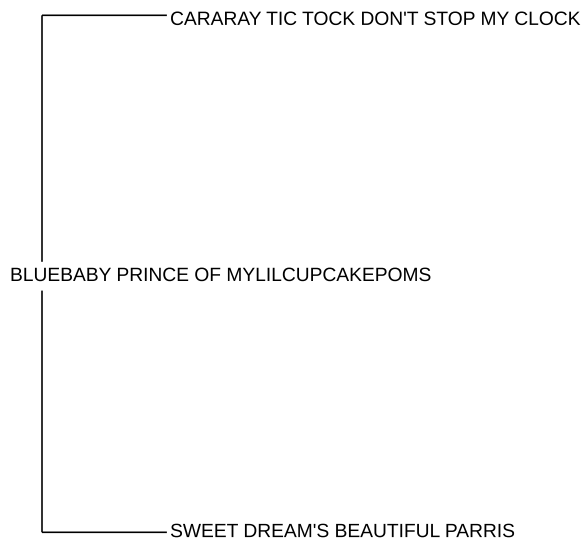 CARARAY TIC TOCK DON'T STOP MY CLOCK
BLUEBABY PRINCE OF MYLILCUPCAKEPOMS
SWEET DREAM'S BEAUTIFUL PARRIS